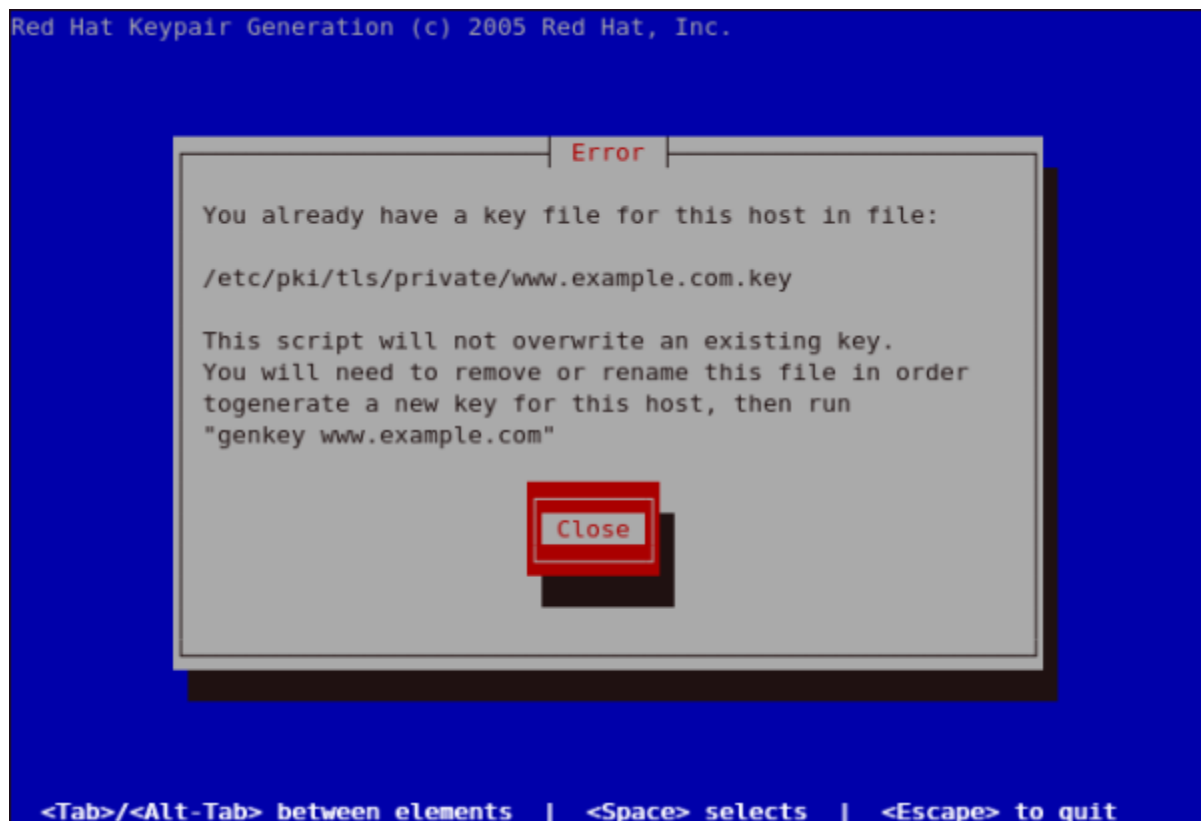 Red Hat Keypair Generation (c) 2005 Red Hat, Inc.
Error
You already have a key file for this host in file:
/etc/pki/tls/private/www.example.com.key
This script will not overwrite an existing key.
You will need to remove or rename this file in order
togenerate a new key for this host, then run
"genkey www.example.com"
Close
<Tab>/<Alt-Tab> between elements | <Space> selects | <Escape> to quit